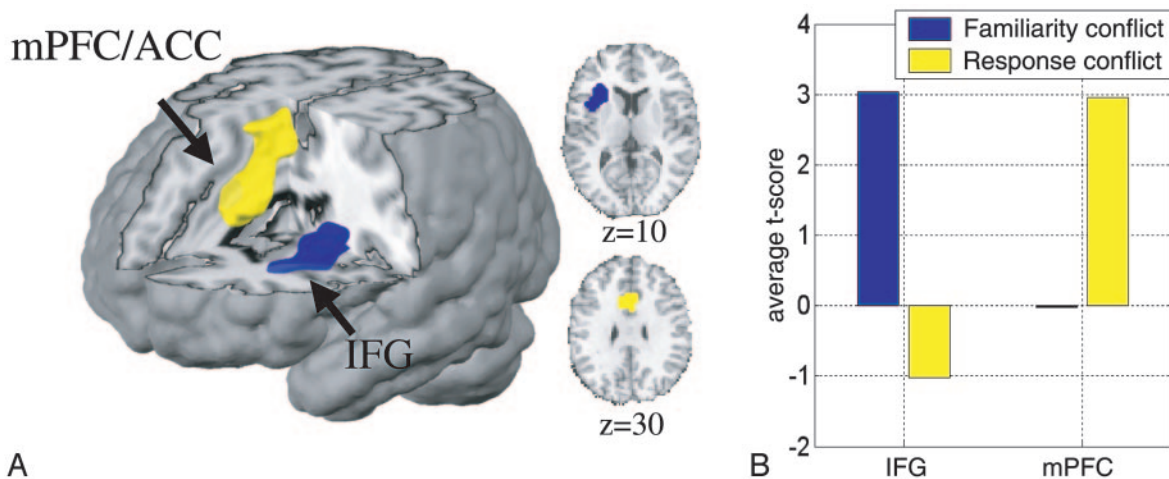 mPFC/ACC
IFG
z=10
z=30
A
Familiarity conflict
Response conflict
average t-score
4
3
2
1
0
-1
-2
IFG mPFC
B